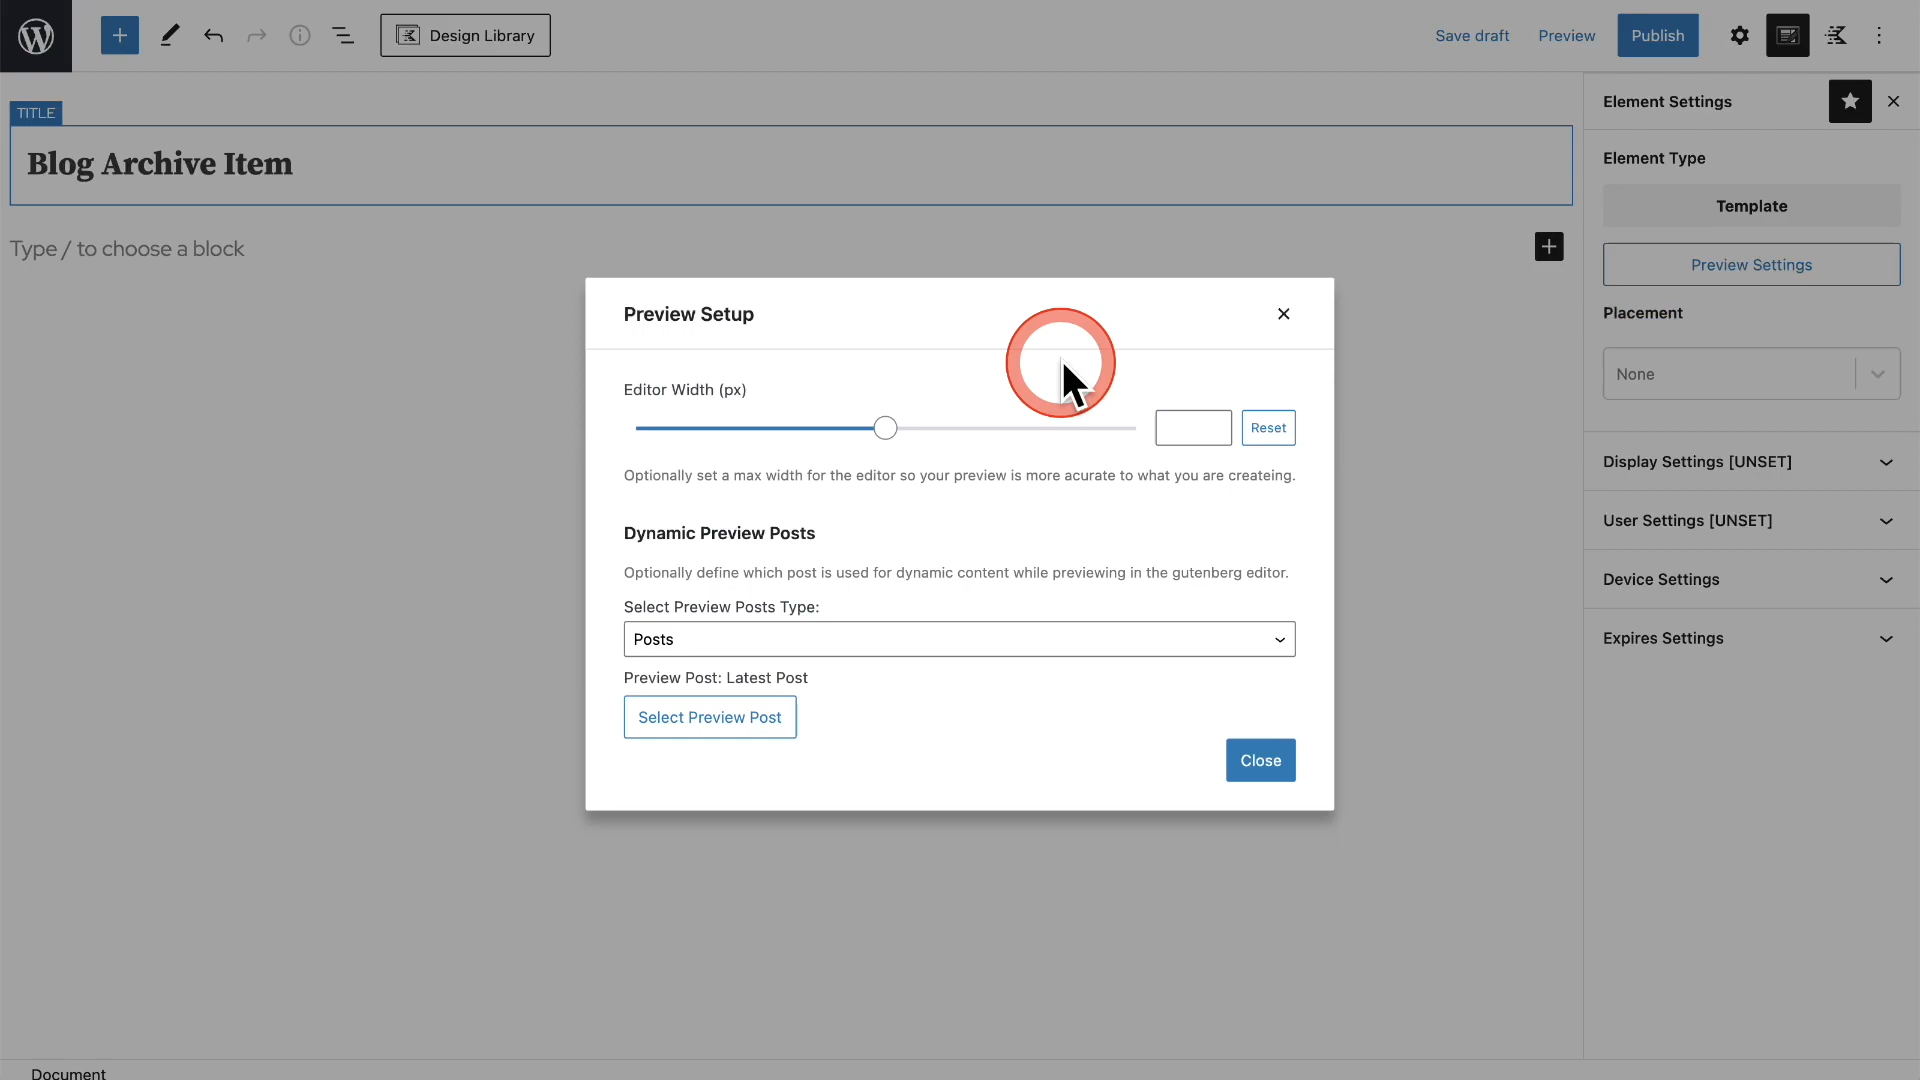 Design Library
Save draft
Preview
Publish
TITLE
Blog Archive Item
Type / to choose a block
Element Settings
Element Type
Template
Preview Settings
Placement
None
Display Settings [UNSET]
User Settings [UNSET]
Device Settings
Expires Settings
Preview Setup
Editor Width (px)
Reset
Optionally set a max width for the editor so your preview is more acurate to what you are createing.
Dynamic Preview Posts
Optionally define which post is used for dynamic content while previewing in the gutenberg editor.
Select Preview Posts Type:
Posts
Preview Post: Latest Post
Select Preview Post
Close
Document